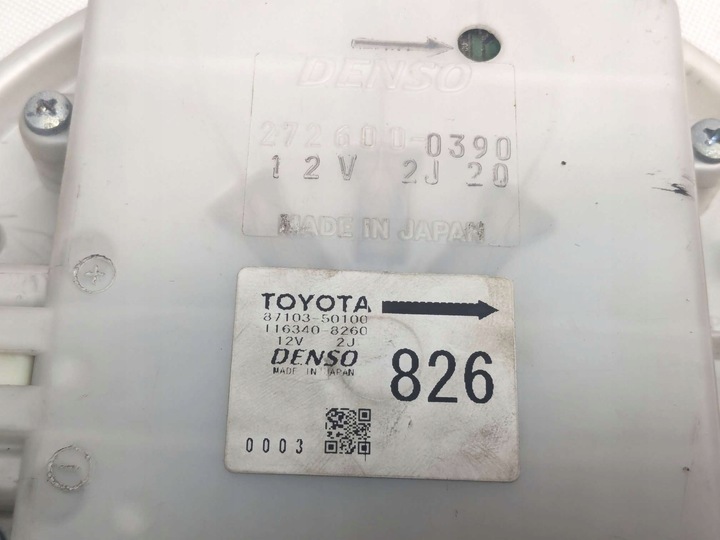 DENSO
272600-0390
12V 2J 20
MADE IN JAPAN
TOYOTA
87103-50100
116340-8260
12V 2J
DENSO
MADE IN JAPAN
826
0003